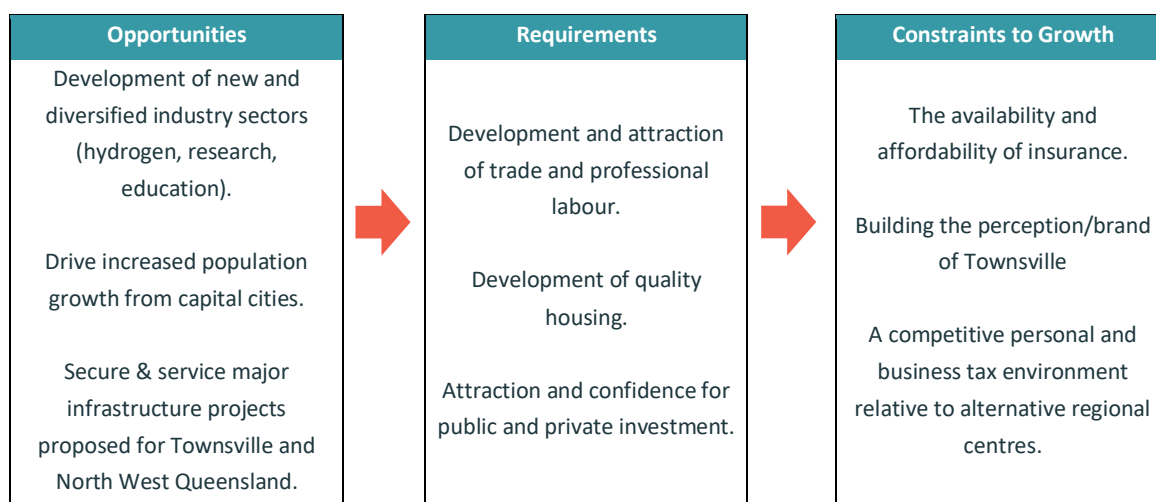 Opportunities
Development of new and
diversified industry sectors
(hydrogen, research,
education).
Drive increased population
growth from capital cities.
Secure & service major
infrastructure projects
proposed for Townsville and
North West Queensland.
Requirements
Development and attraction
of trade and professional
labour.
Development of quality
housing.
Attraction and confidence for
public and private investment.
Constraints to Growth
The availability and
affordability of insurance.
Building the perception/brand
of Townsville
A competitive personal and
business tax environment
relative to alternative regional
centres.